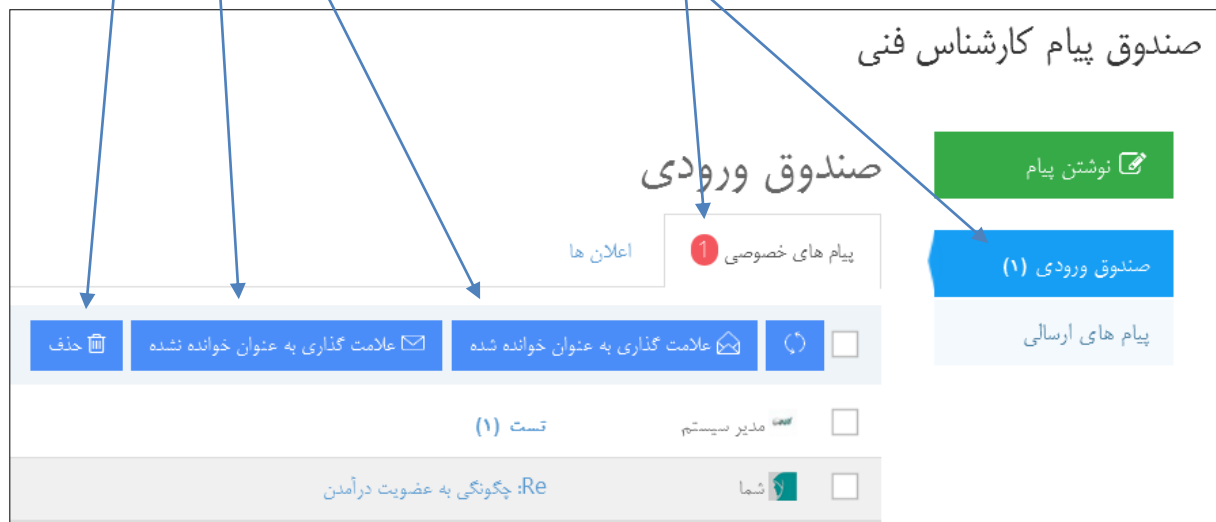 صندوق پیام کارشناس فنی
نوشتن پیام
صندوق ورودی (۱)
پیام های ارسالی
صندوق ورودی
پیام های خصوصی 1
اعلان ها
علامت گذاری به عنوان خوانده شده
علامت گذاری به عنوان خوانده نشده
حذف
مدیر سیستم تست (۱)
شما Re: چگونگی به عضویت درآمدن